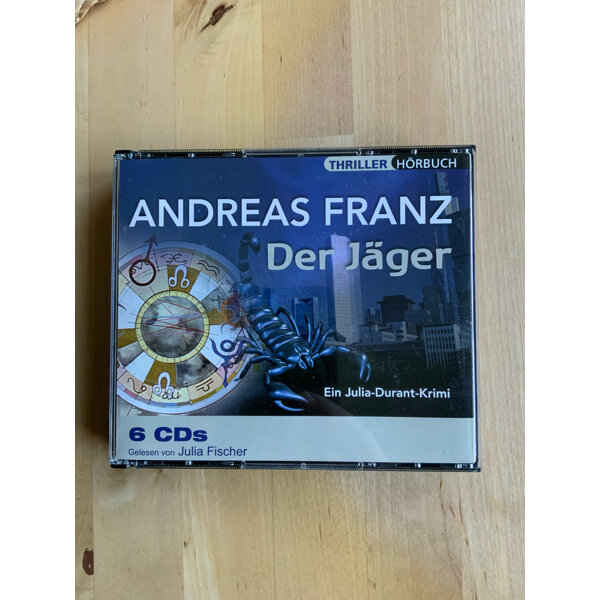 THRILLER HÖRBUCH
ANDREAS FRANZ
Der Jäger
Ein Julia-Durant-Krimi
6 CDs
Gelesen von Julia Fischer